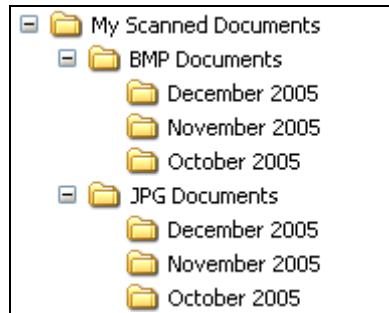 My Scanned Documents
BMP Documents
December 2005
November 2005
October 2005
JPG Documents
December 2005
November 2005
October 2005